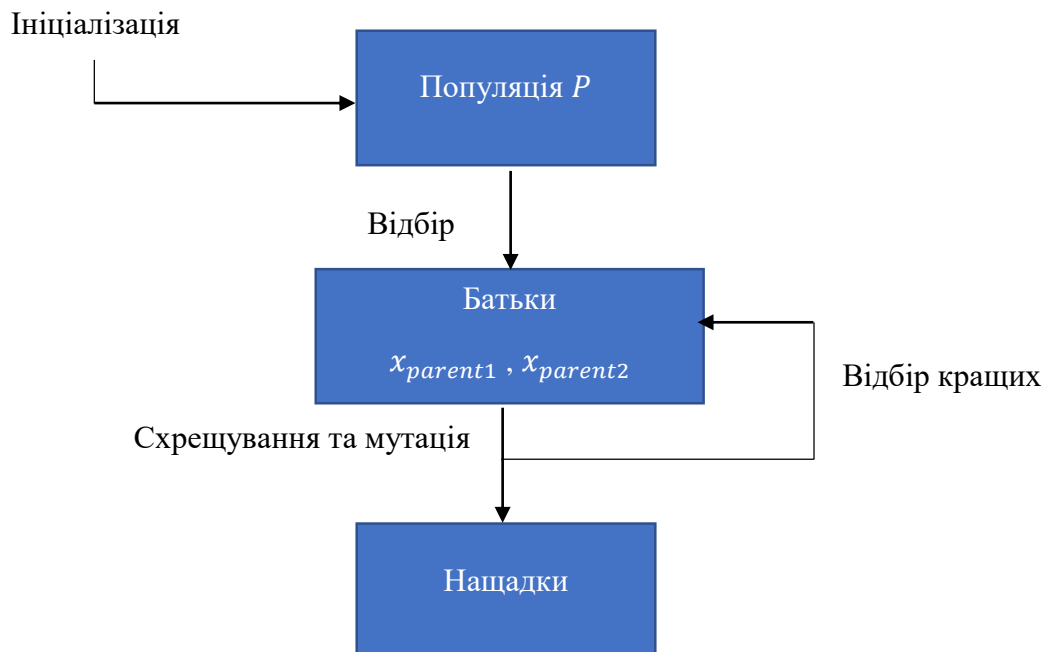 Ініціалізація
Популяція P
Відбір
Батьки
x_parent1 , x_parent2
Відбір кращих
Схрещування та мутація
Нащадки